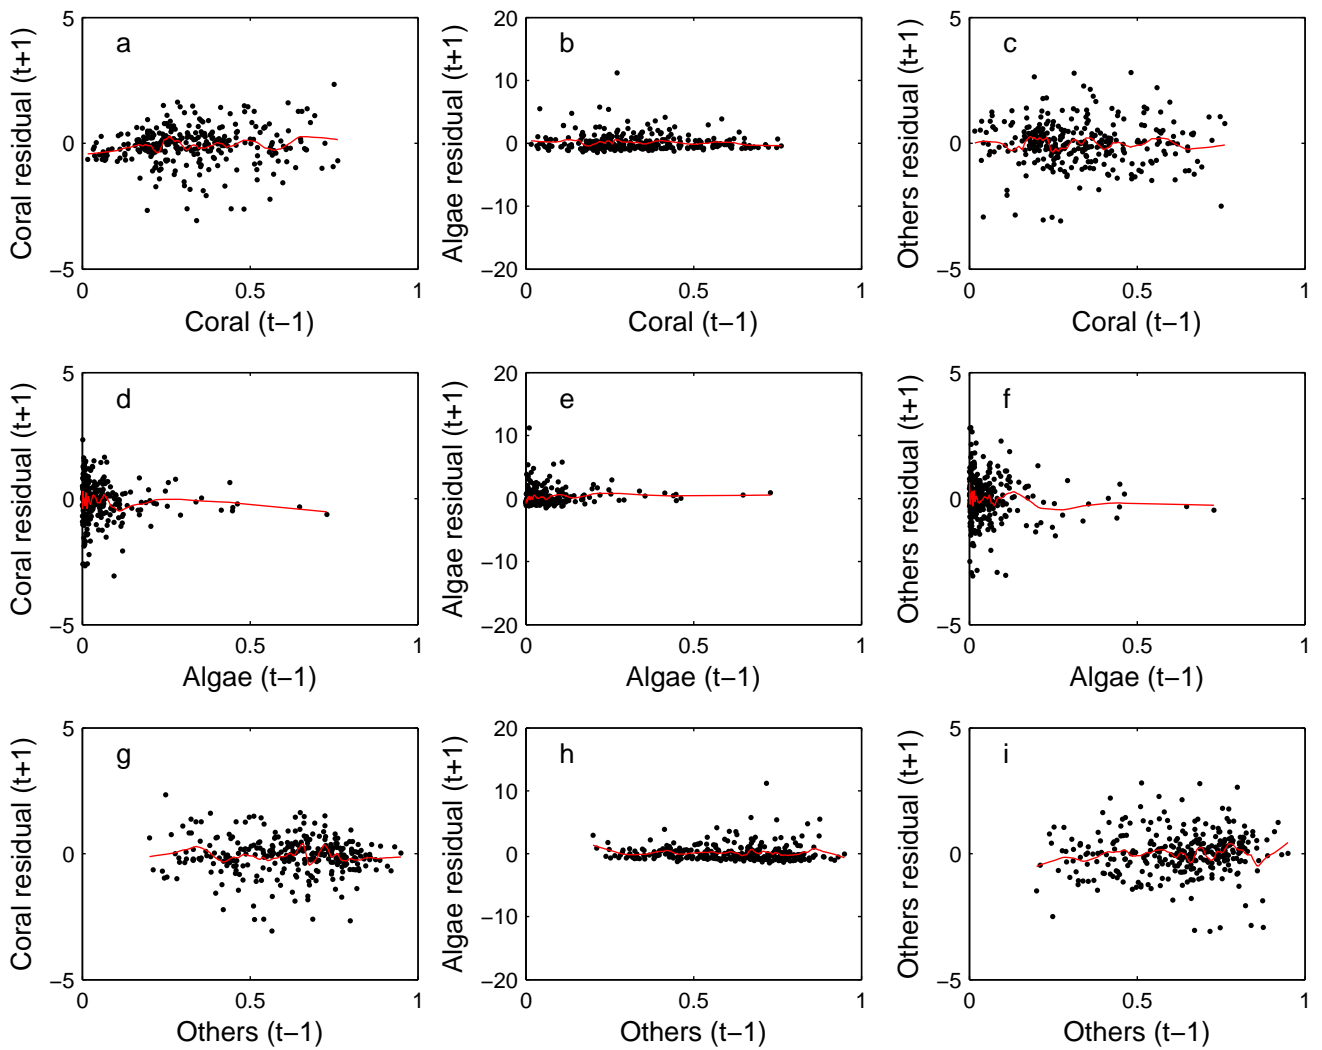 a
5
0
−5
0
0.5
1
Coral residual (t+1)
Coral (t−1)
b
20
10
0
−10
−20
0
0.5
1
Algae residual (t+1)
Coral (t−1)
c
5
0
−5
0
0.5
1
Others residual (t+1)
Coral (t−1)
d
5
0
−5
0
0.5
1
Coral residual (t+1)
Algae (t−1)
e
20
10
0
−10
−20
0
0.5
1
Algae residual (t+1)
Algae (t−1)
f
5
0
−5
0
0.5
1
Others residual (t+1)
Algae (t−1)
g
5
0
−5
0
0.5
1
Coral residual (t+1)
Others (t−1)
h
20
10
0
−10
−20
0
0.5
1
Algae residual (t+1)
Others (t−1)
i
5
0
−5
0
0.5
1
Others residual (t+1)
Others (t−1)